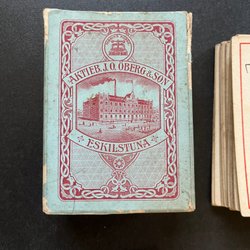 AKTIEB. J.O. ÖBERG & SON
ESKILSTUNA